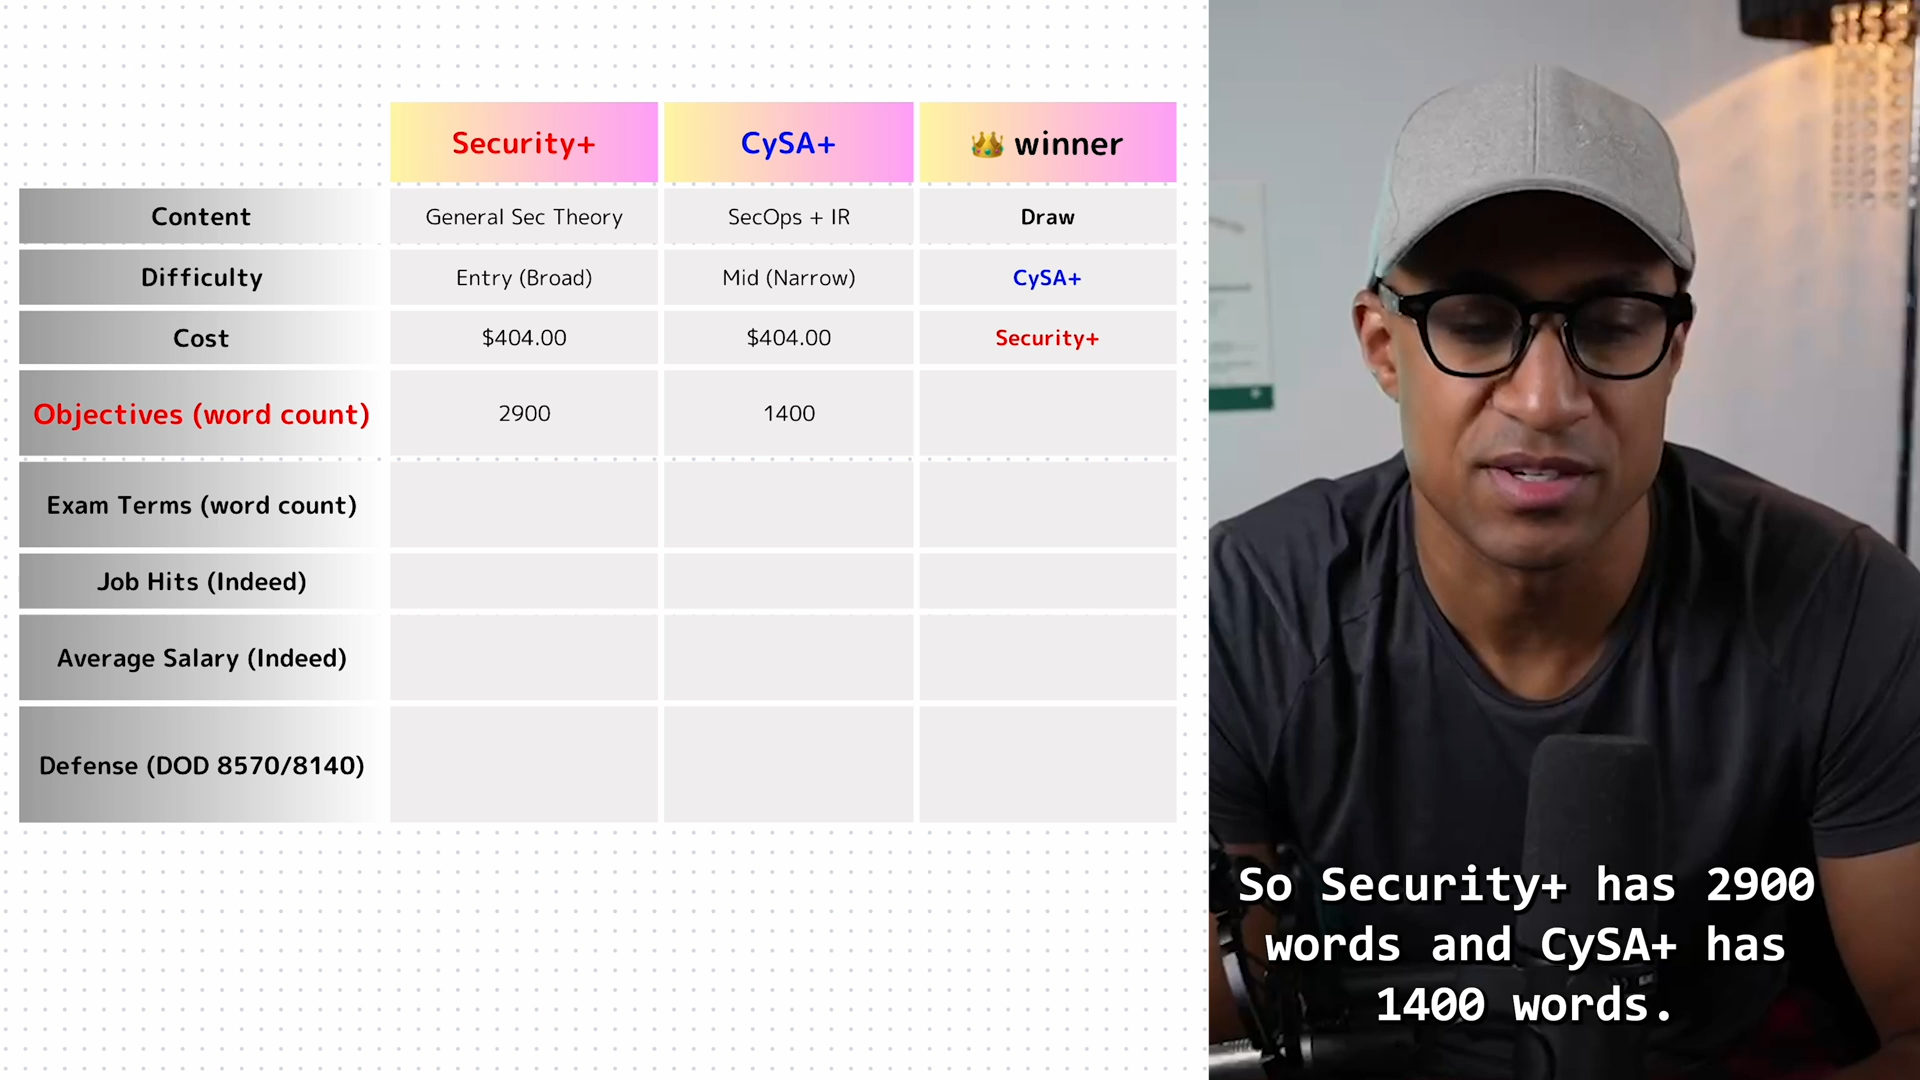 Security+ CySA+ 👑 winner
Content General Sec Theory SecOps + IR Draw
Difficulty Entry (Broad) Mid (Narrow) CySA+
Cost $404.00 $404.00 Security+
Objectives (word count) 2900 1400
Exam Terms (word count)
Job Hits (Indeed)
Average Salary (Indeed)
Defense (DOD 8570/8140)
So Security+ has 2900
words and CySA+ has
1400 words.